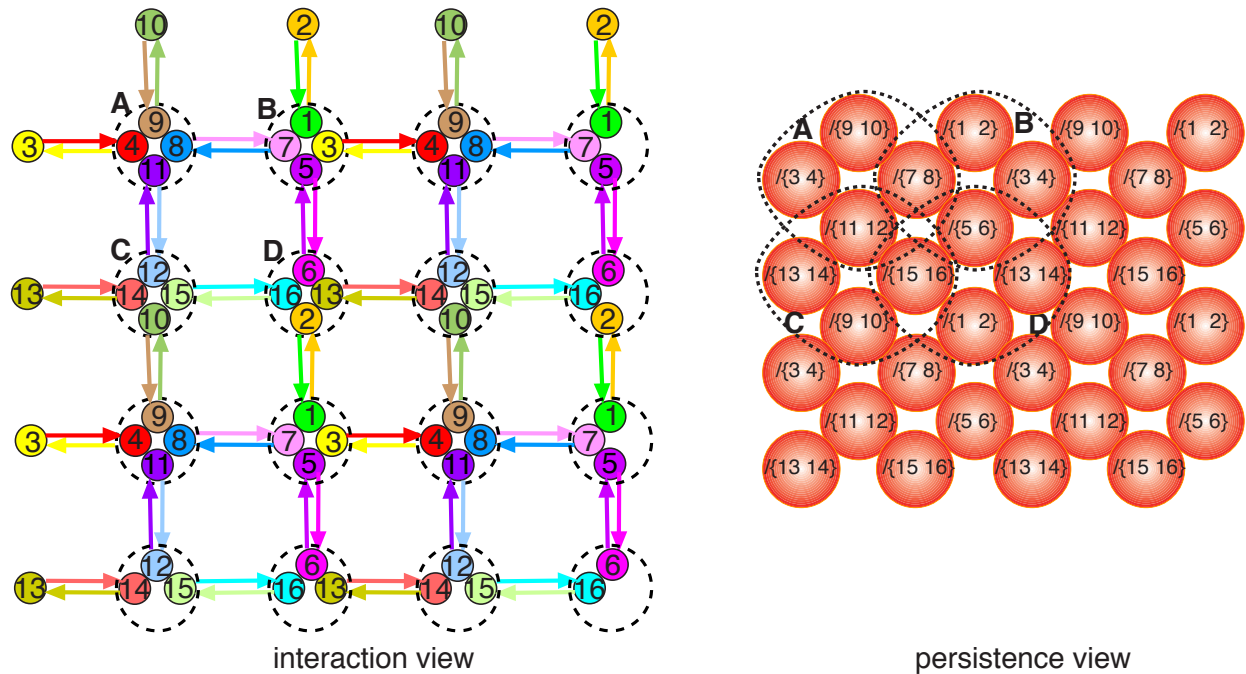 10 2 10 2
A 9 B 1 9 1
3 4 8 7 3 4 8 7
11 5 11 5
C 12 D 6 12 6
13 14 15 16 13 14 15 16
10 2 10 2
9 1 9 1
3 4 8 7 3 4 8 7
11 5 11 5
12 6 12 6
13 14 15 16 13 14 15 16
interaction view
A /{9 10} /{1 2} B /{9 10} /{1 2}
/{3 4} /{7 8} /{3 4} /{7 8}
/{11 12} /{5 6} /{11 12} /{5 6}
/{13 14} /{15 16} /{13 14} /{15 16}
C /{9 10} /{1 2} D /{9 10} /{1 2}
/{3 4} /{7 8} /{3 4} /{7 8}
/{11 12} /{5 6} /{11 12} /{5 6}
/{13 14} /{15 16} /{13 14} /{15 16}
persistence view